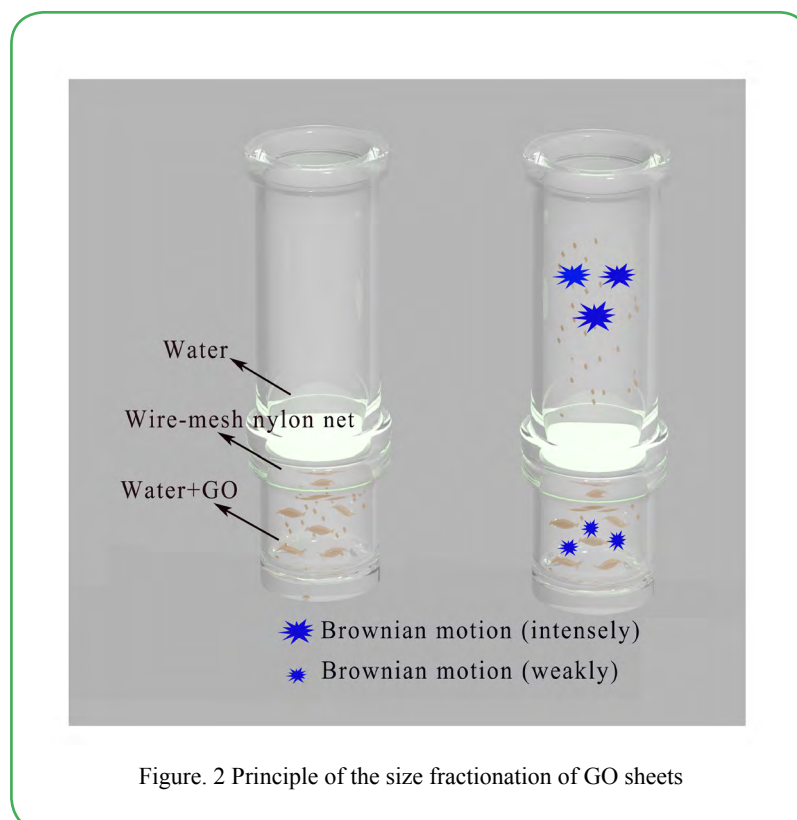 Water
Wire-mesh nylon net
Water+GO
Brownian motion (intensely)
Brownian motion (weakly)
Figure. 2 Principle of the size fractionation of GO sheets